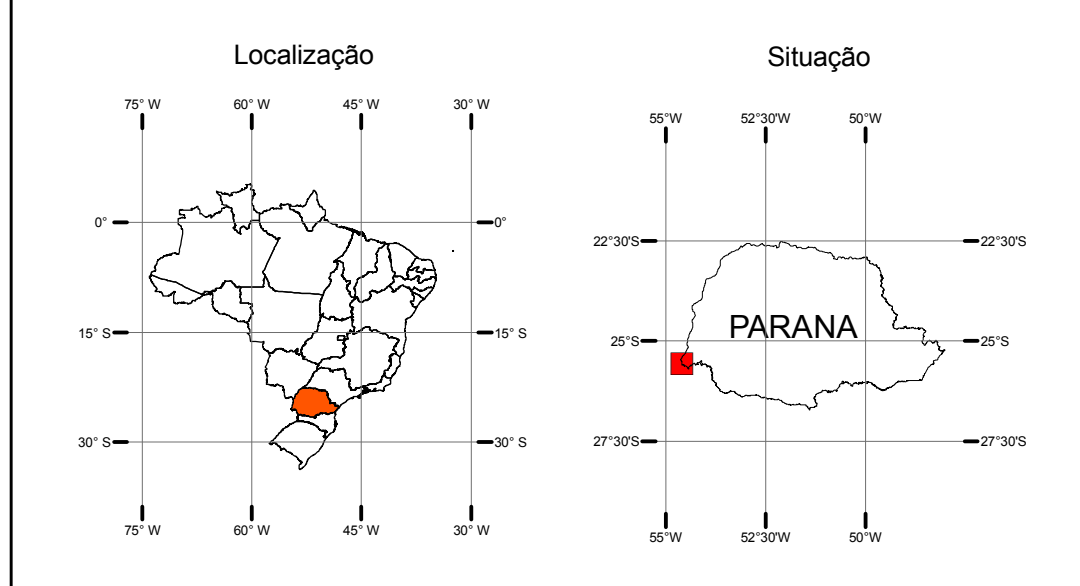 Localização
75° W 60° W 45° W 30° W
0° 0°
15° S 15° S
30° S 30° S
75° W 60° W 45° W 30° W
Situação
55°W 52°30'W 50°W
22°30'S 22°30'S
PARANA
25°S 25°S
27°30'S 27°30'S
55°W 52°30'W 50°W